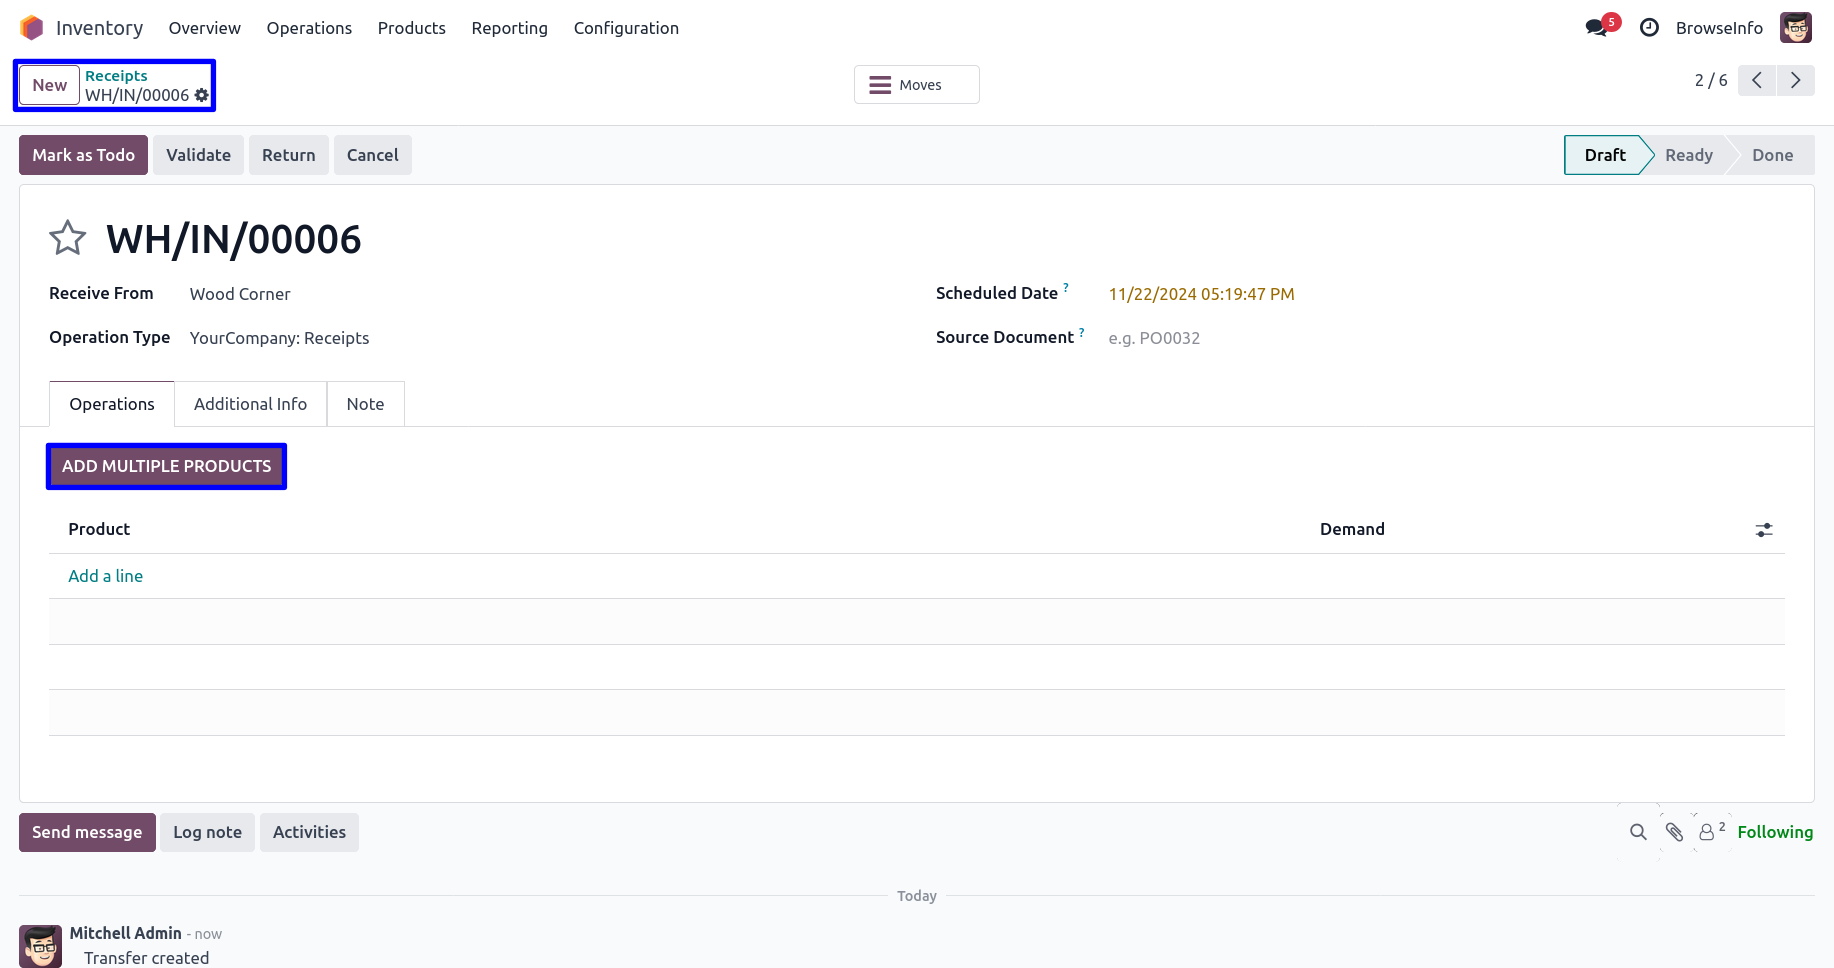 Inventory Overview Operations Products Reporting Configuration 5 BrowseInfo
New Receipts
WH/IN/00006
Moves
2 / 6
Mark as Todo Validate Return Cancel Draft Ready Done
WH/IN/00006
Receive From Wood Corner Scheduled Date ? 11/22/2024 05:19:47 PM
Operation Type YourCompany: Receipts Source Document ? e.g. PO0032
Operations Additional Info Note
ADD MULTIPLE PRODUCTS
Product Demand
Add a line
Send message Log note Activities 2 Following
Today
Mitchell Admin - now
Transfer created